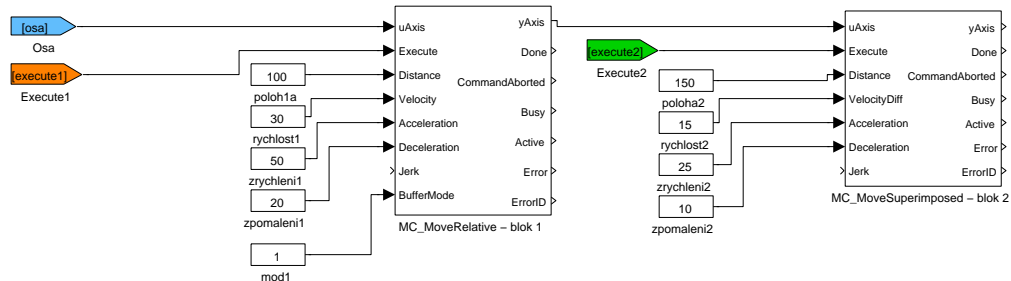 [osa]
Osa
[execute1]
Execute1
100
poloh1a
30
rychlost1
50
zrychleni1
20
zpomaleni1
1
mod1
uAxis
Execute
Distance
Velocity
Acceleration
Deceleration
Jerk
BufferMode
yAxis
Done
CommandAborted
Busy
Active
Error
ErrorID
MC_MoveRelative – blok 1
[execute2]
Execute2
150
poloha2
15
rychlost2
25
zrychleni2
10
zpomaleni2
uAxis
Execute
Distance
VelocityDiff
Acceleration
Deceleration
Jerk
yAxis
Done
CommandAborted
Busy
Active
Error
ErrorID
MC_MoveSuperimposed – blok 2